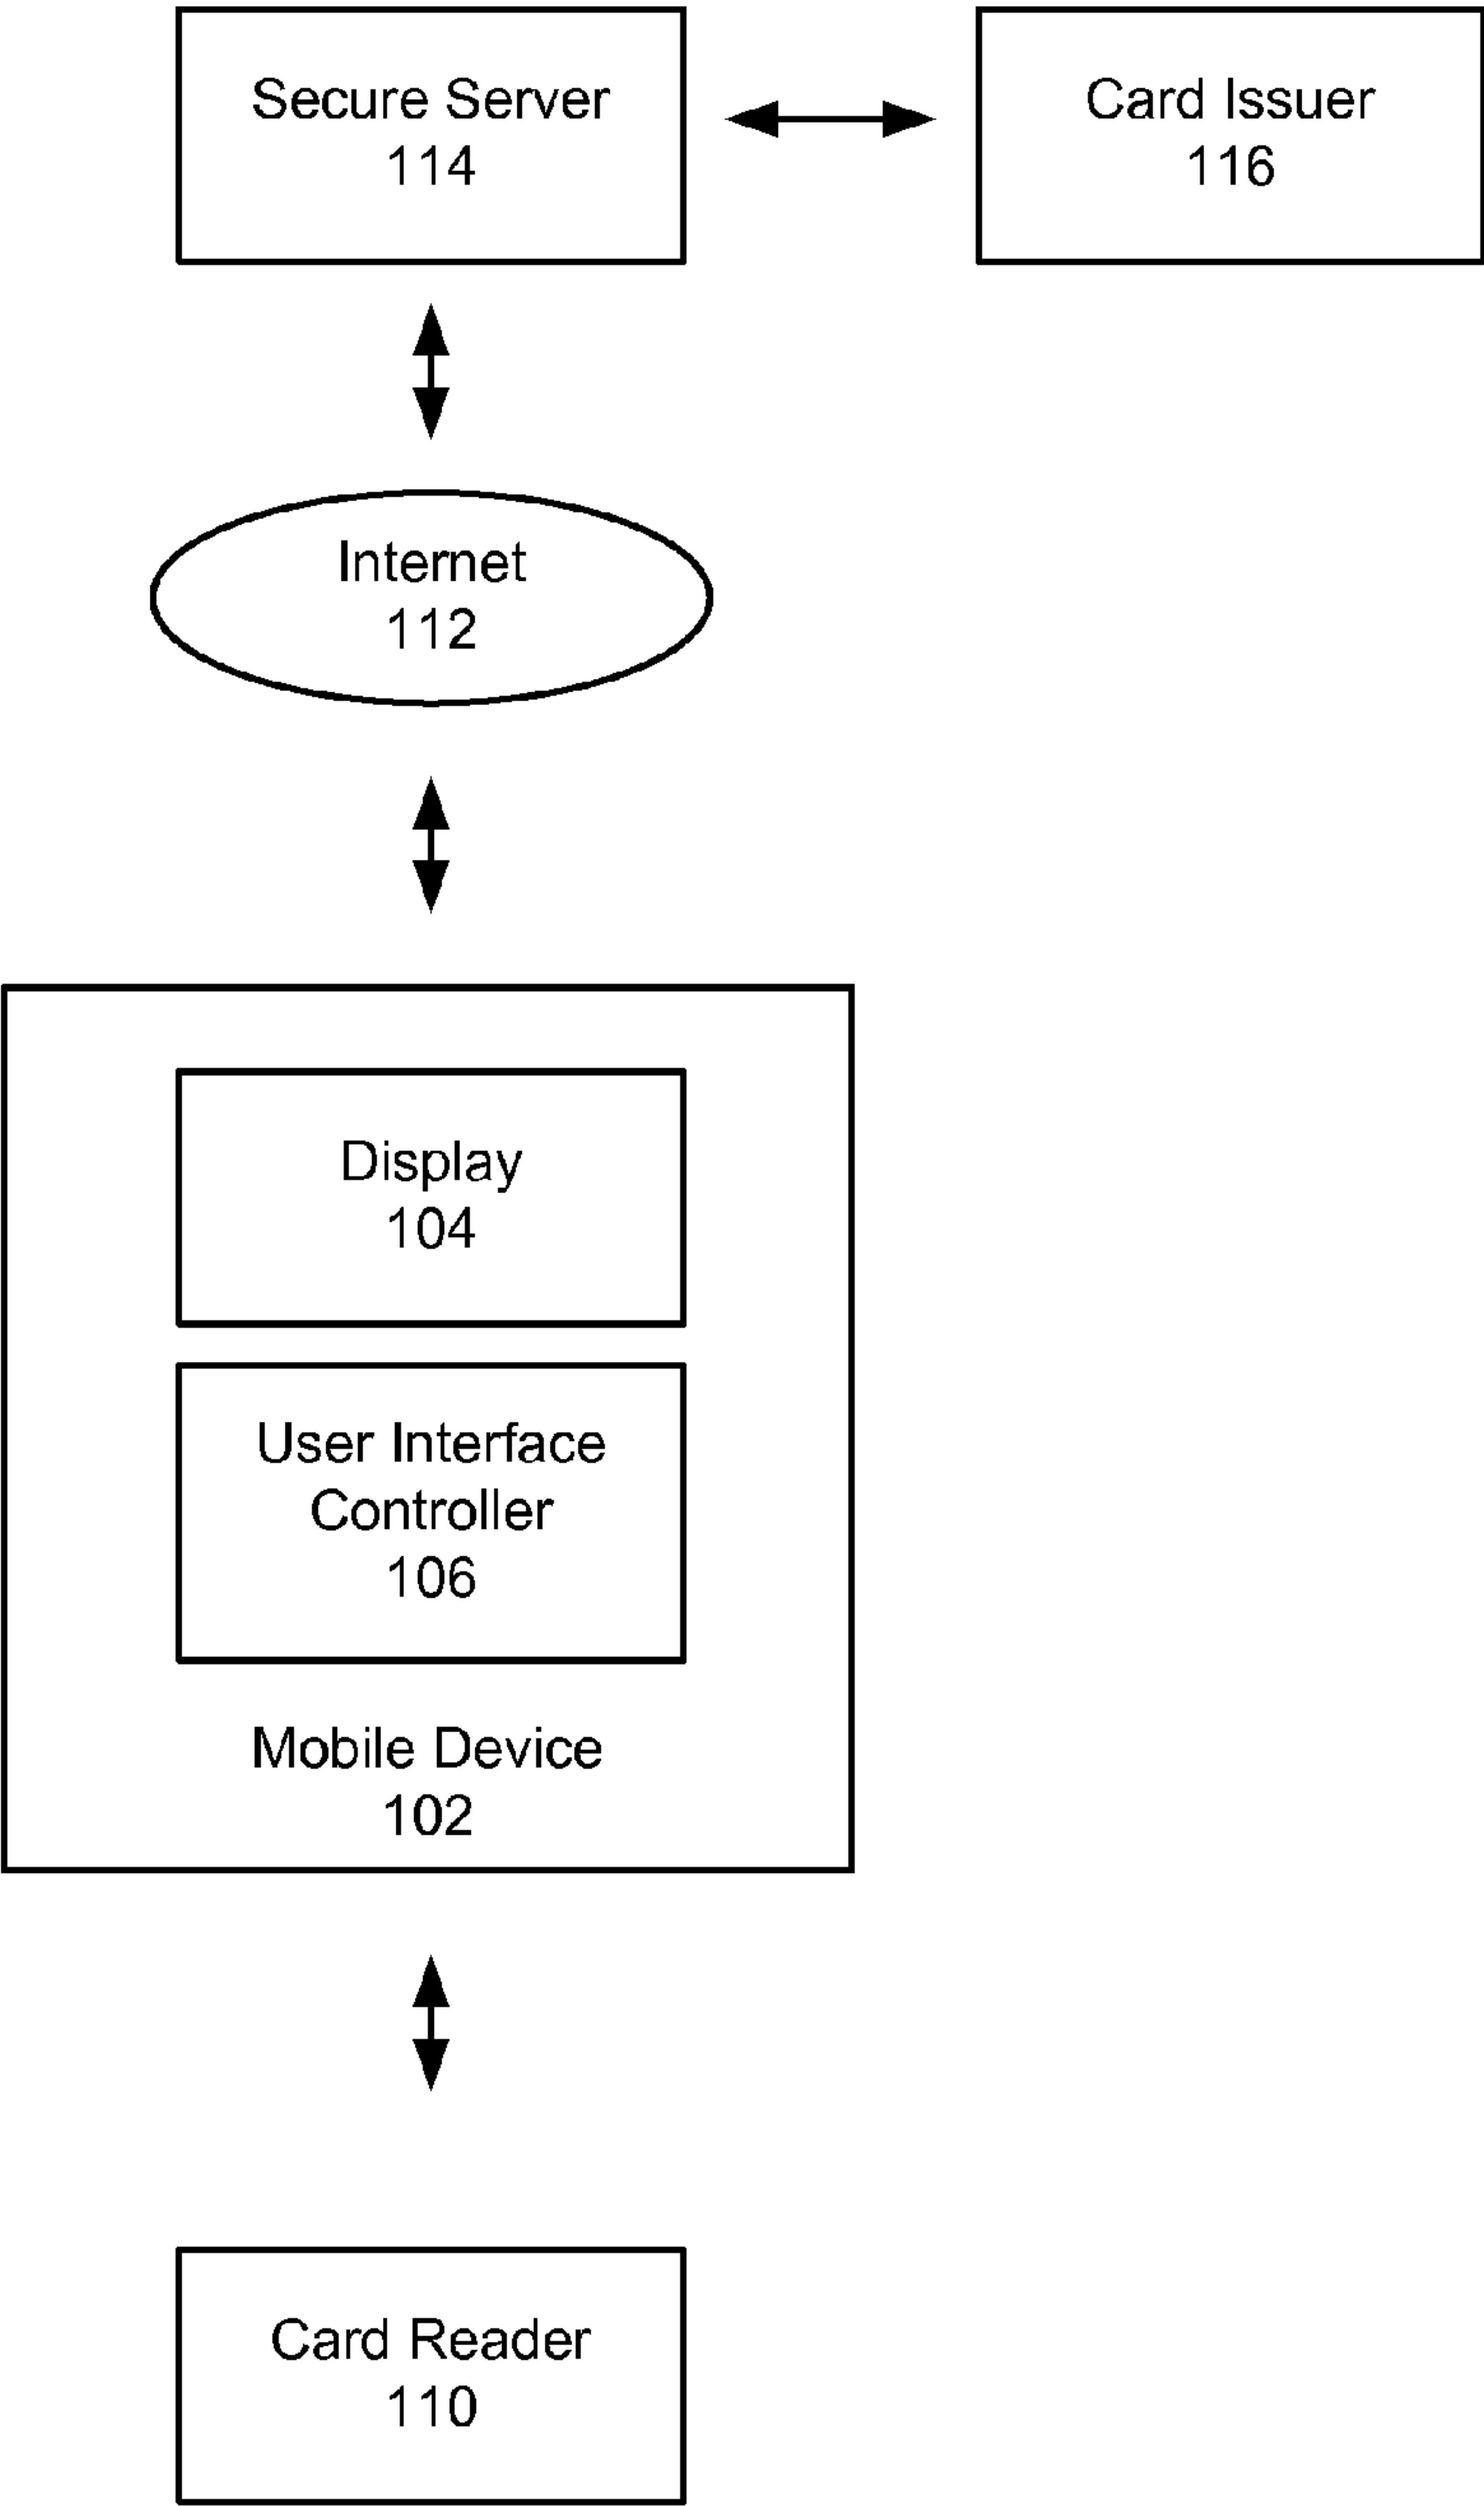 Secure Server
114
Card Issuer
116
Internet
112
Display
104
User Interface
Controller
106
Mobile Device
102
Card Reader
110